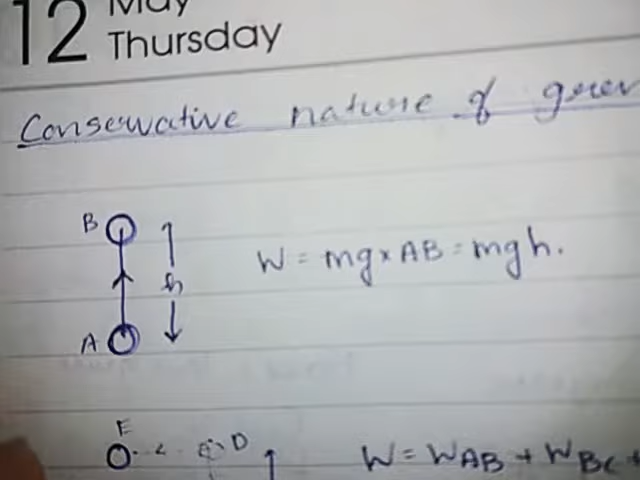 12 May
Thursday
Conservative nature of
B
h
W = mg×AB = mgh.
A
E
D
W = WAB + WBC +